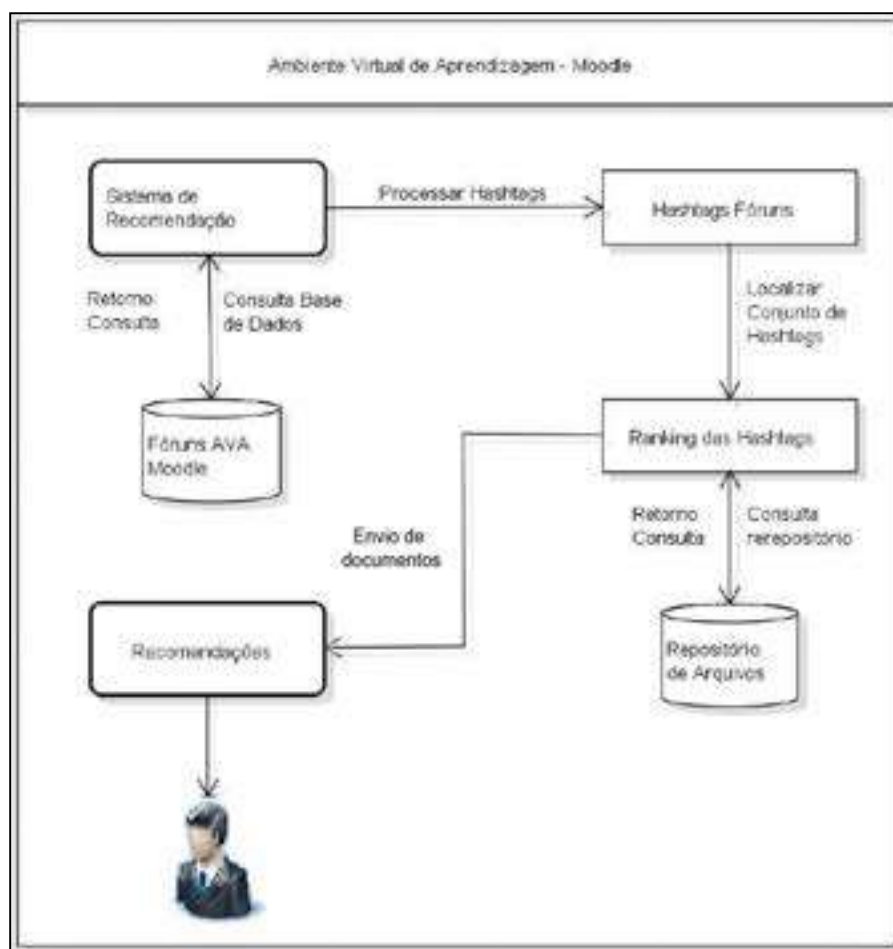 Ambiente Virtual de Aprendizagem - Moodle
Sistema de
Recomendação
Processar Hashtags
Hashtags Fóruns
Retorno
Consulta
Consulta Base
de Dados
Localizar
Conjunto de
Hashtags
Fóruns AVA
Moodle
Ranking das Hashtags
Envio de
documentos
Retorno
Consulta
Consulta
rerepositório
Recomendações
Repositório
de Arquivos